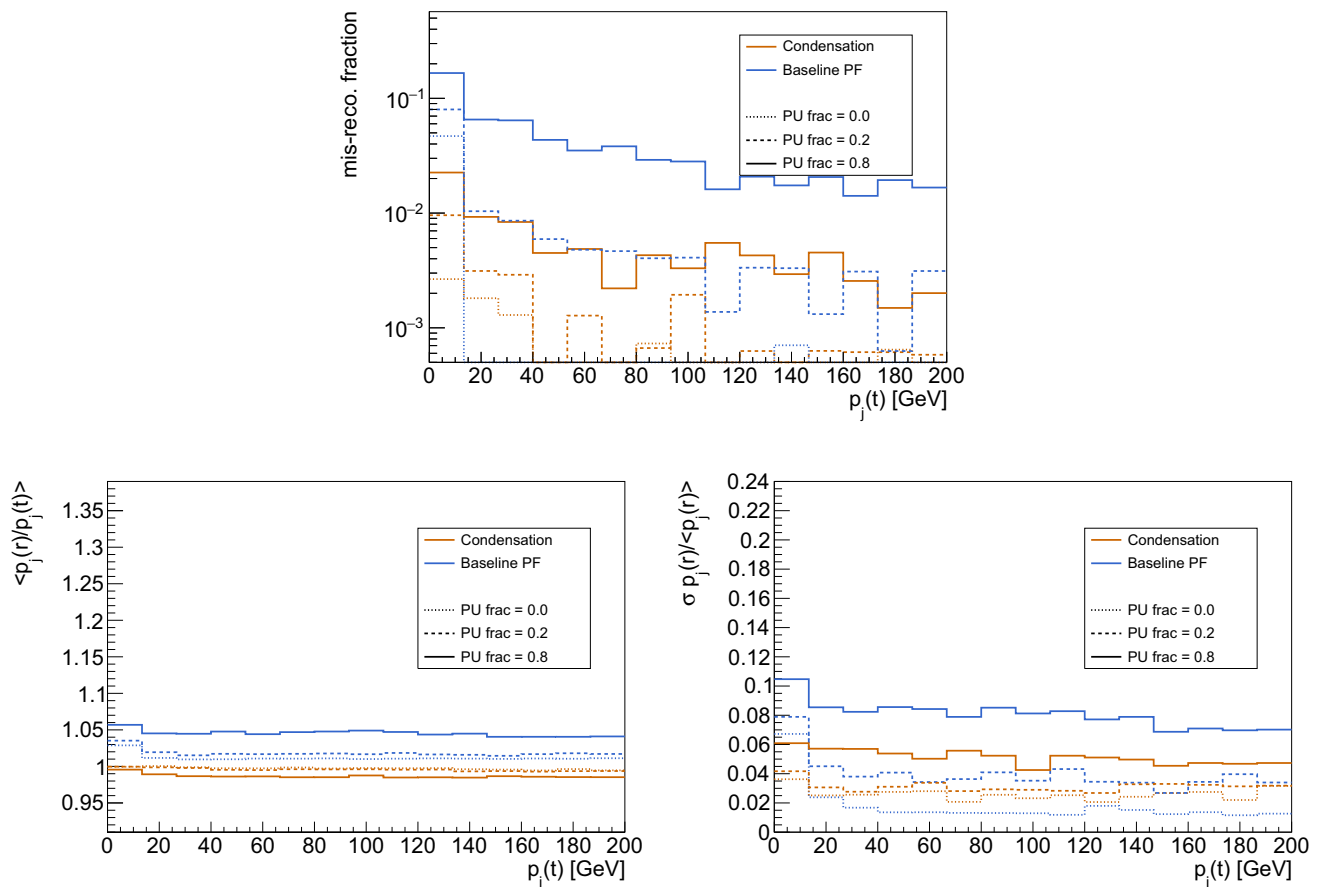 mis-reco. fraction
10⁻¹
10⁻²
10⁻³
Condensation
Baseline PF
PU frac = 0.0
PU frac = 0.2
PU frac = 0.8
0 20 40 60 80 100 120 140 160 180 200
p_j(t) [GeV]
<p_j(r)/p_j(t)>
1.35
1.3
1.25
1.2
1.15
1.1
1.05
1
0.95
Condensation
Baseline PF
PU frac = 0.0
PU frac = 0.2
PU frac = 0.8
0 20 40 60 80 100 120 140 160 180 200
p_j(t) [GeV]
σ p_j(r)/<p_j(r)>
0.24
0.22
0.2
0.18
0.16
0.14
0.12
0.1
0.08
0.06
0.04
0.02
0
Condensation
Baseline PF
PU frac = 0.0
PU frac = 0.2
PU frac = 0.8
0 20 40 60 80 100 120 140 160 180 200
p_j(t) [GeV]